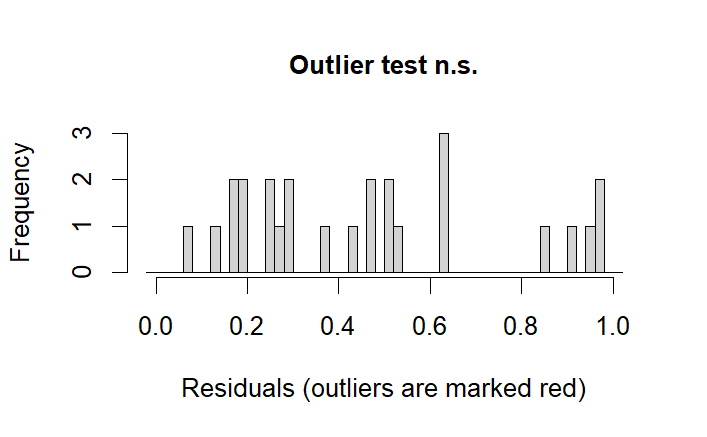 Outlier test n.s.
Frequency
3
2
1
0
0.0 0.2 0.4 0.6 0.8 1.0
Residuals (outliers are marked red)